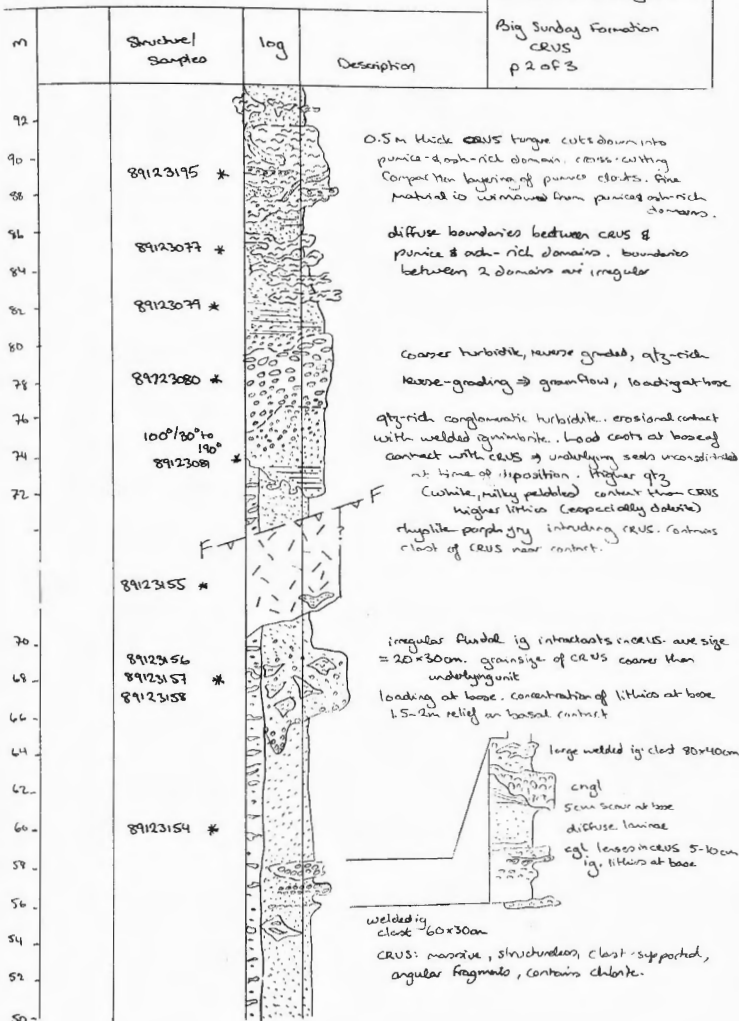 Big Sunday Formation
CRUS
p 2 of 3
m
Structure/
Samples
log
Description
92
90
88
86
84
82
80
78
76
74
72
70
68
66
64
62
60
58
56
54
52
50
89123195 *
89123077 *
89123079 *
89223080 *
100°/30° to
190°
89123081 *
89123155 *
89123156
89123157 *
89123158
89123154 *
F
F
?
0.5m thick CRUS tongue cuts down into
pumice- & ash-rich domain. cross-cutting
compaction layering of pumice clasts. fine
material is winnowed from pumice & ash-rich
domains.
diffuse boundaries between CRUS &
pumice & ash-rich domains. boundaries
between 2 domains are irregular
coarser turbidite, reverse graded, qtz-rich
reverse-grading ⇒ grainflow, loading at base
qtz-rich conglomeratic turbidite. erosional contact
with welded ignimbrite. Load casts at base of
contact with CRUS ⇒ underlying seds unconsolidated
at time of deposition. Higher qtz
(white, milky pebbles) content than CRUS
higher lithics (especially dolerite)
rhyolite porphyry intruding CRUS. Contains
clast of CRUS near contact.
irregular fluidal ig intraclasts in CRUS. ave size
= 20×30cm. grainsize of CRUS coarser than
underlying unit
loading at base. concentration of lithics at base
1.5-2m relief on basal contact
large welded ig. clast 80×40cm
cngl
5cm scour at base
diffuse laminae
cgl lenses in CRUS 5-10cm
ig. lithics at base
welded ig
clast 60×30cm
CRUS: massive, structureless, clast-supported,
angular fragments, contains chlorite.